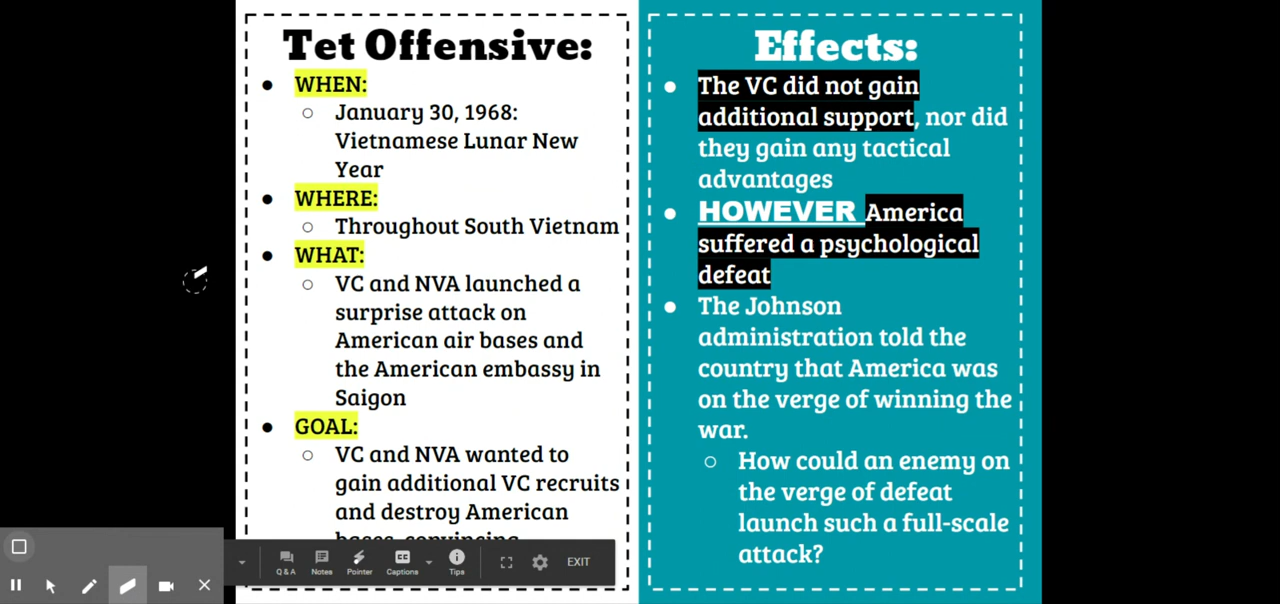 Tet Offensive:
WHEN:
January 30, 1968:
Vietnamese Lunar New
Year
WHERE:
Throughout South Vietnam
WHAT:
VC and NVA launched a
surprise attack on
American air bases and
the American embassy in
Saigon
GOAL:
VC and NVA wanted to
gain additional VC recruits
and destroy American
bases, convincing
Effects:
The VC did not gain
additional support, nor did
they gain any tactical
advantages
HOWEVER America
suffered a psychological
defeat
The Johnson
administration told the
country that America was
on the verge of winning the
war.
How could an enemy on
the verge of defeat
launch such a full-scale
attack?
Q & A Notes Pointer Captions Tips EXIT